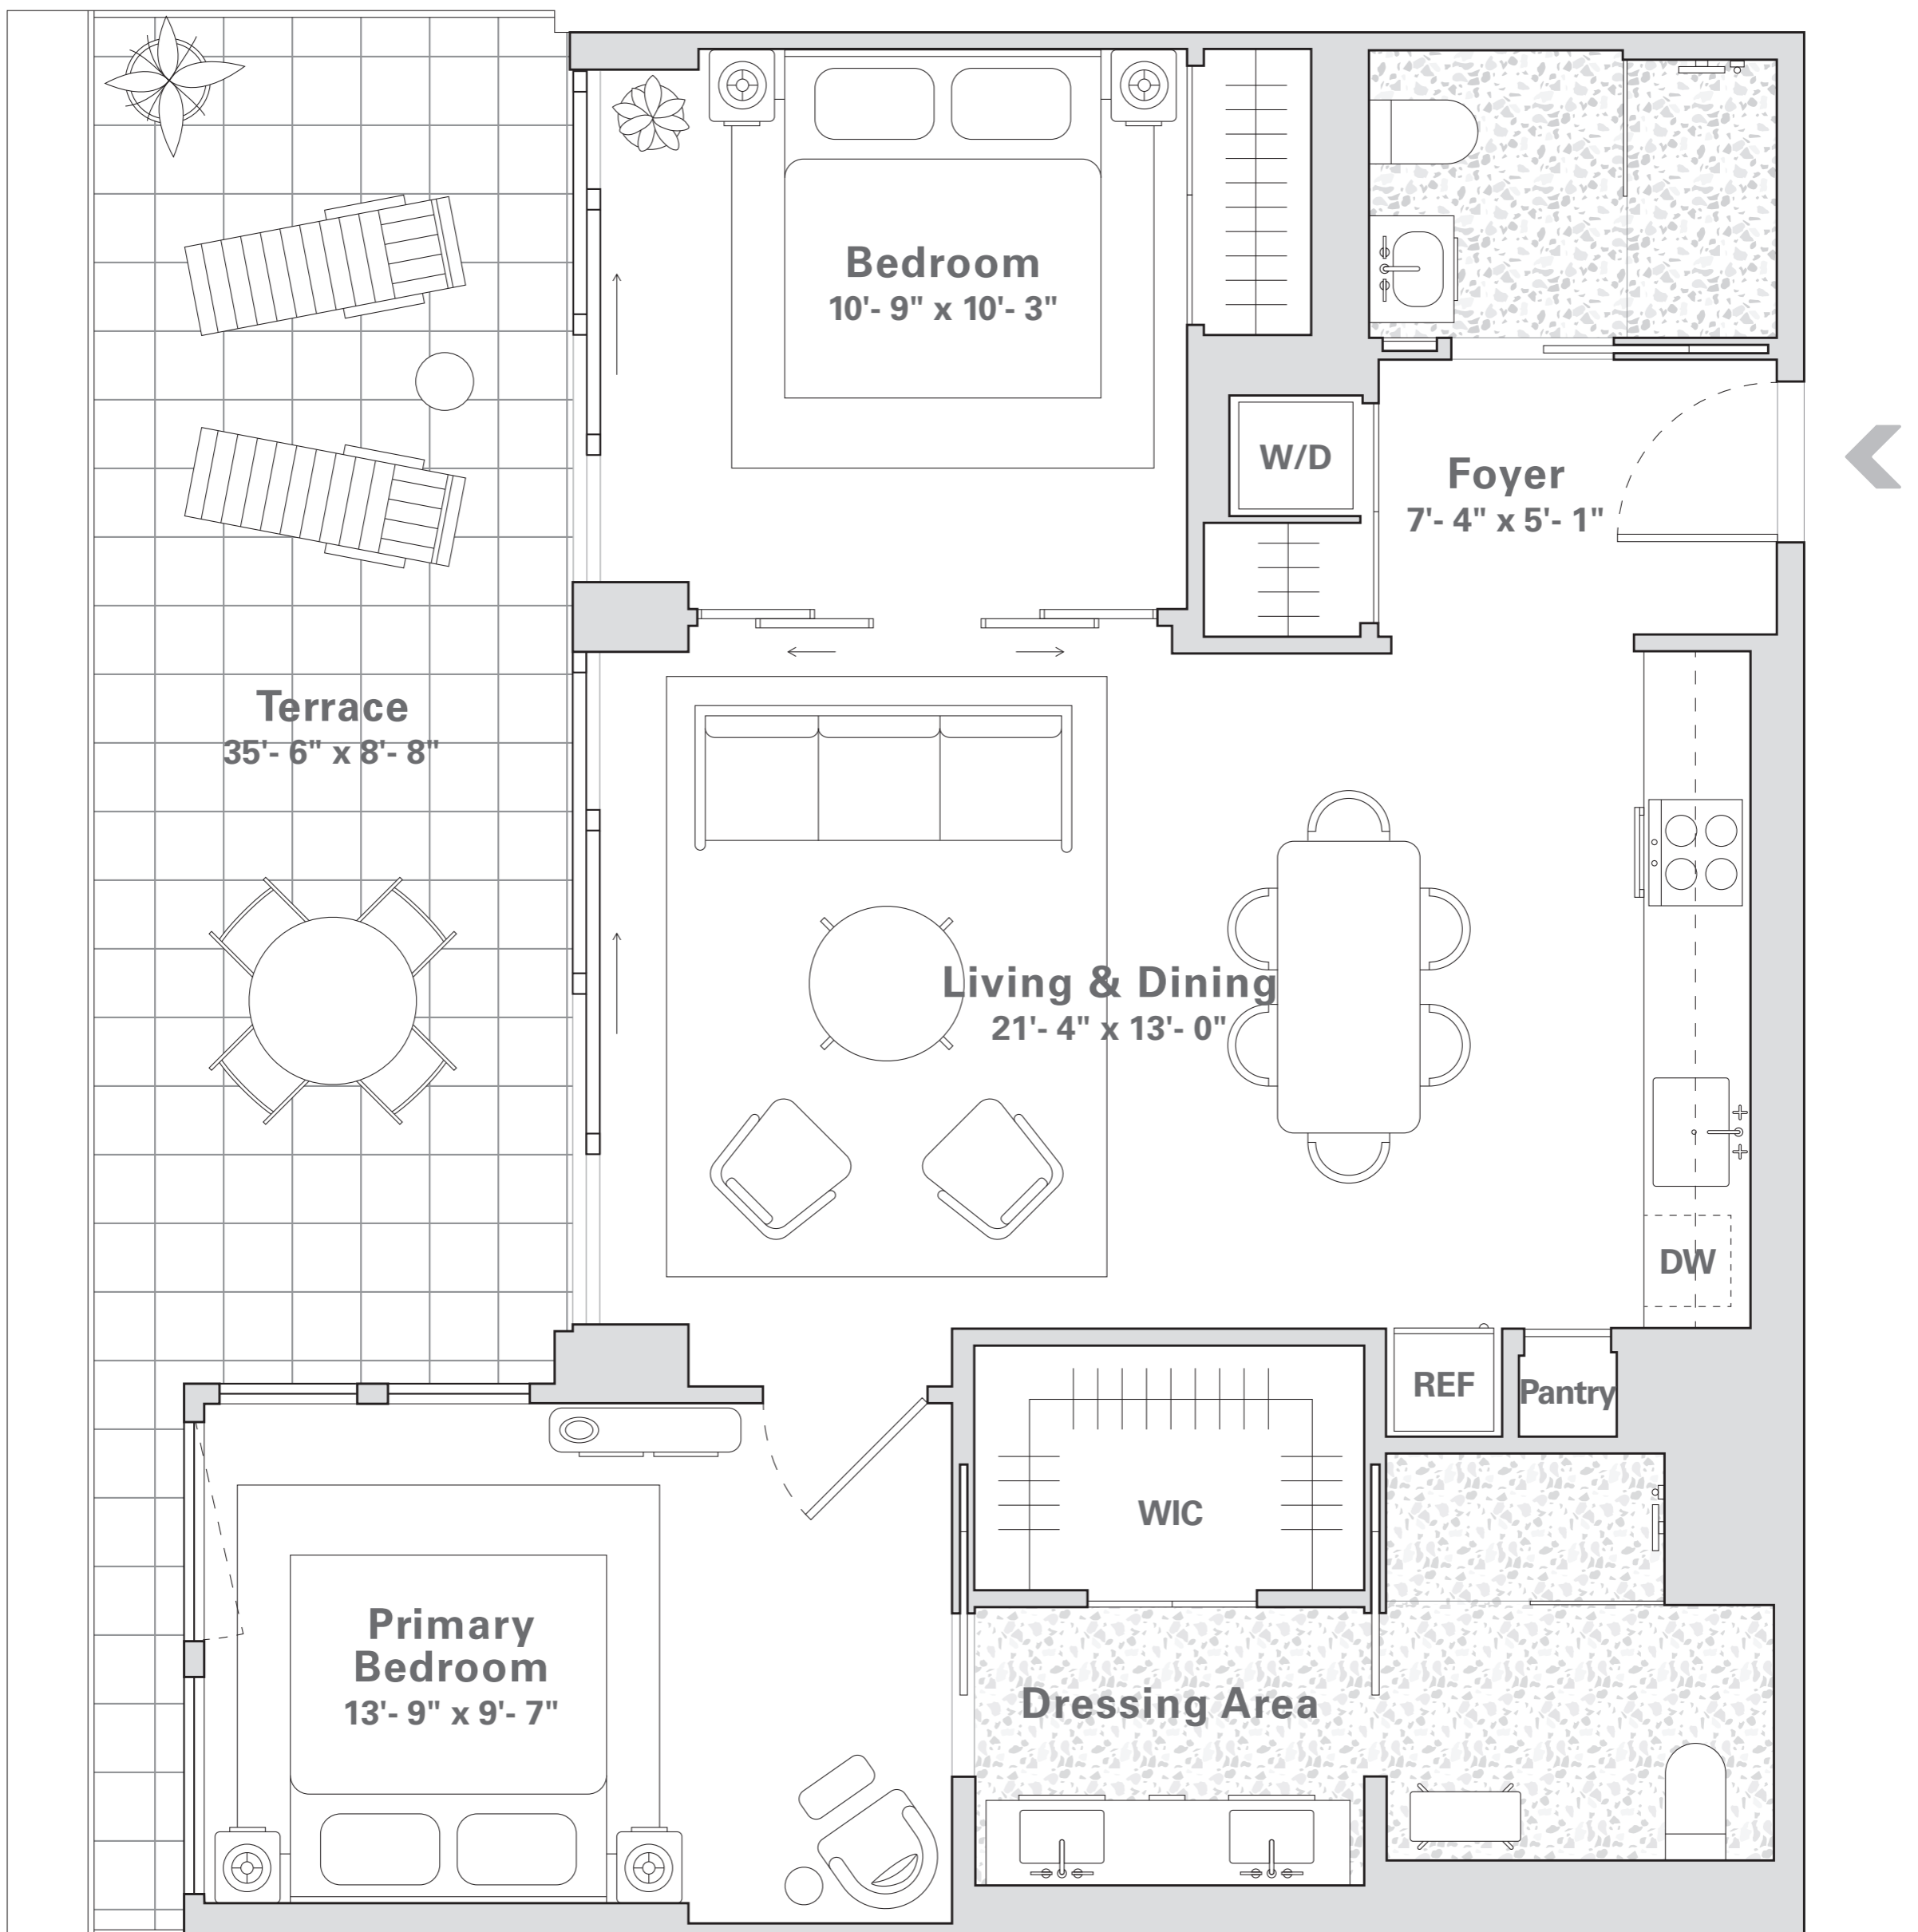 Bedroom
10'- 9" x 10'- 3"
W/D
Foyer
7'- 4" x 5'- 1"
Terrace
35'- 6" x 8'- 8"
Living & Dining
21'- 4" x 13'- 0"
DW
REF
Pantry
WIC
Primary
Bedroom
13'- 9" x 9'- 7"
Dressing Area